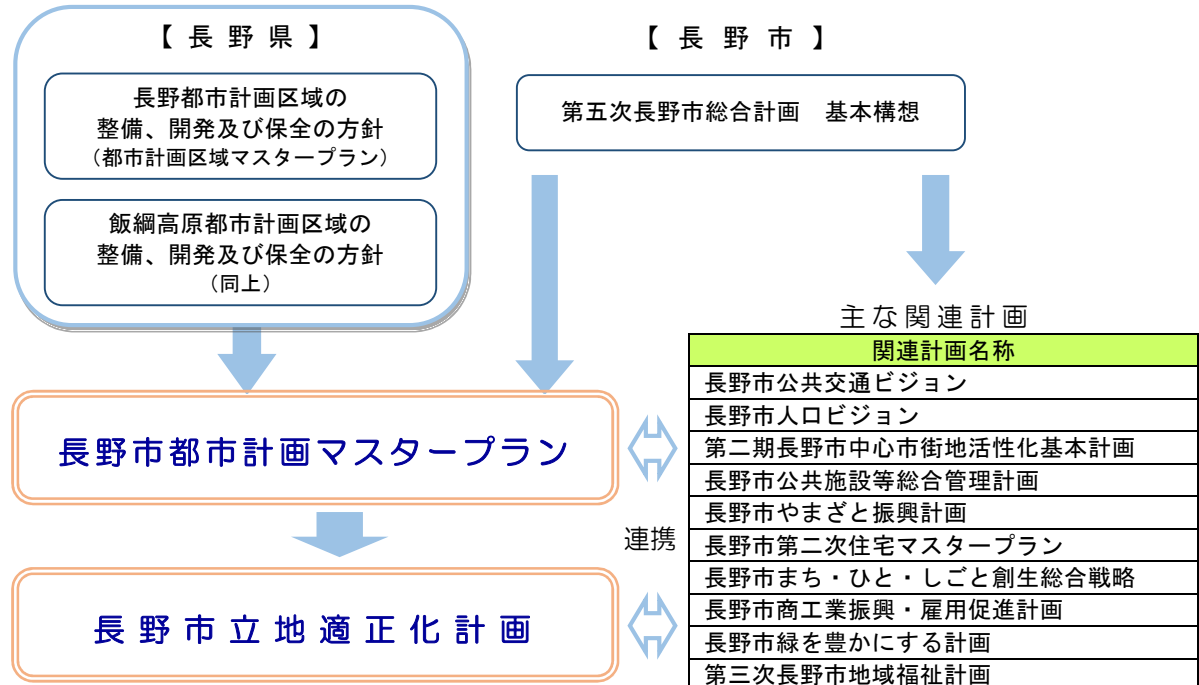 【長野県】
長野都市計画区域の
整備、開発及び保全の方針
（都市計画区域マスタープラン）
飯綱高原都市計画区域の
整備、開発及び保全の方針
（同上）
【長野市】
第五次長野市総合計画　基本構想
長野市都市計画マスタープラン
長野市立地適正化計画
連携
主な関連計画
関連計画名称
長野市公共交通ビジョン
長野市人口ビジョン
第二期長野市中心市街地活性化基本計画
長野市公共施設等総合管理計画
長野市やまざと振興計画
長野市第二次住宅マスタープラン
長野市まち・ひと・しごと創生総合戦略
長野市商工業振興・雇用促進計画
長野市緑を豊かにする計画
第三次長野市地域福祉計画